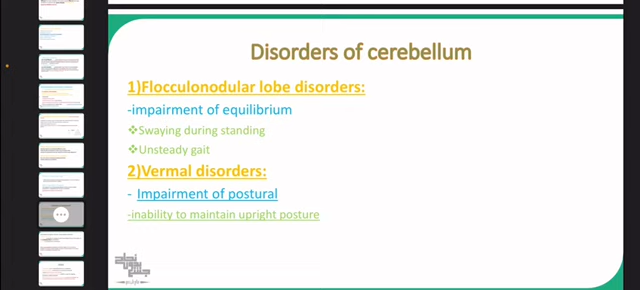 Disorders of cerebellum
1)Flocculonodular lobe disorders:
-impairment of equilibrium
❖Swaying during standing
❖Unsteady gait
2)Vermal disorders:
- Impairment of postural
-inability to maintain upright posture